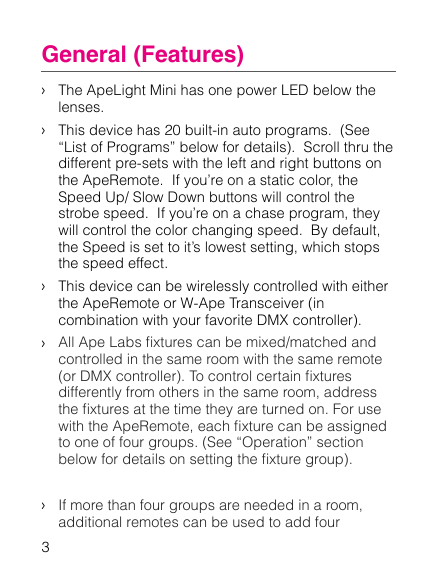 General (Features)
› The ApeLight Mini has one power LED below the
lenses.
› This device has 20 built-in auto programs.  (See
“List of Programs” below for details).  Scroll thru the
different pre-sets with the left and right buttons on
the ApeRemote.  If you’re on a static color, the
Speed Up/ Slow Down buttons will control the
strobe speed.  If you’re on a chase program, they
will control the color changing speed.  By default,
the Speed is set to it’s lowest setting, which stops
the speed effect.
› This device can be wirelessly controlled with either
the ApeRemote or W-Ape Transceiver (in
combination with your favorite DMX controller).
› All Ape Labs fixtures can be mixed/matched and
controlled in the same room with the same remote
(or DMX controller). To control certain fixtures
differently from others in the same room, address
the fixtures at the time they are turned on. For use
with the ApeRemote, each fixture can be assigned
to one of four groups. (See “Operation” section
below for details on setting the fixture group).
› If more than four groups are needed in a room,
additional remotes can be used to add four
3